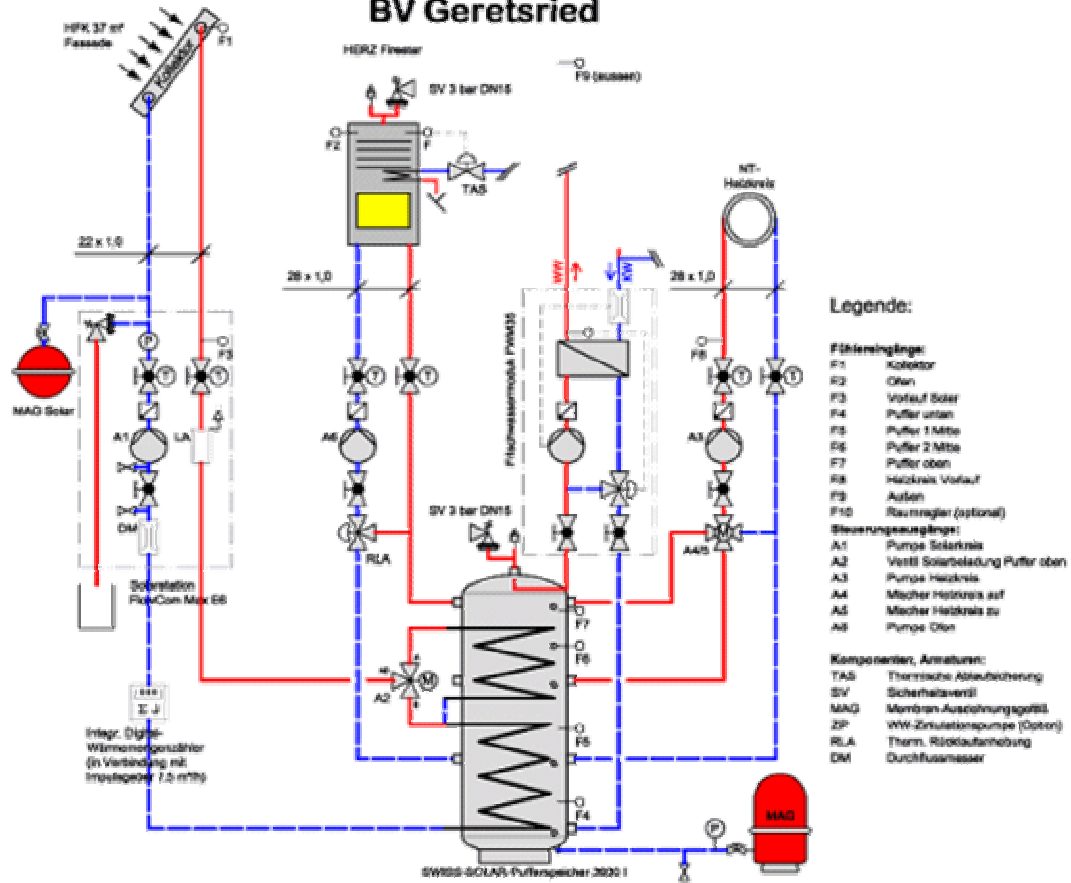 BV Geretsried
HFK 37 m²
Fassade
Kollektor
F1
HERZ Firestar
SV 3 bar DN15
F9 (aussen)
F2
F
TAS
NT-
Heizkreis
22 x 1,0
28 x 1,0
WW
KW
28 x 1,0
P
F3
T
T
T
T
F8
T
T
MAG Solar
A1
LA
A6
A3
Frischwassermodul FWM35
DM
RLA
SV 3 bar DN15
M
A4/5
Solarstation
FlowCon Max E6
F7
F6
A2
M
F5
F4
Σ J
Integr. Digital-
Wärmemengenzähler
(in Verbindung mit
Impulsgeber 1,5 m³/h)
P
MAG
SWISS SOLAR-Pufferspeicher 3930 l
Legende:
Fühlereingänge:
F1 Kollektor
F2 Ofen
F3 Vorlauf Solar
F4 Puffer unten
F5 Puffer 1 Mitte
F6 Puffer 2 Mitte
F7 Puffer oben
F8 Heizkreis Vorlauf
F9 Außen
F10 Raumregler (optional)
Steuerungsausgänge:
A1 Pumpe Solarkreis
A2 Ventil Solarbeladung Puffer oben
A3 Pumpe Heizkreis
A4 Mischer Heizkreis auf
A5 Mischer Heizkreis zu
A6 Pumpe Ofen
Komponenten, Armaturen:
TAS Thermische Ablaufsicherung
SV Sicherheitsventil
MAG Membran-Ausdehnungsgefäß
ZP WW-Zirkulationspumpe (Option)
RLA Therm. Rücklaufanhebung
DM Durchflussmesser